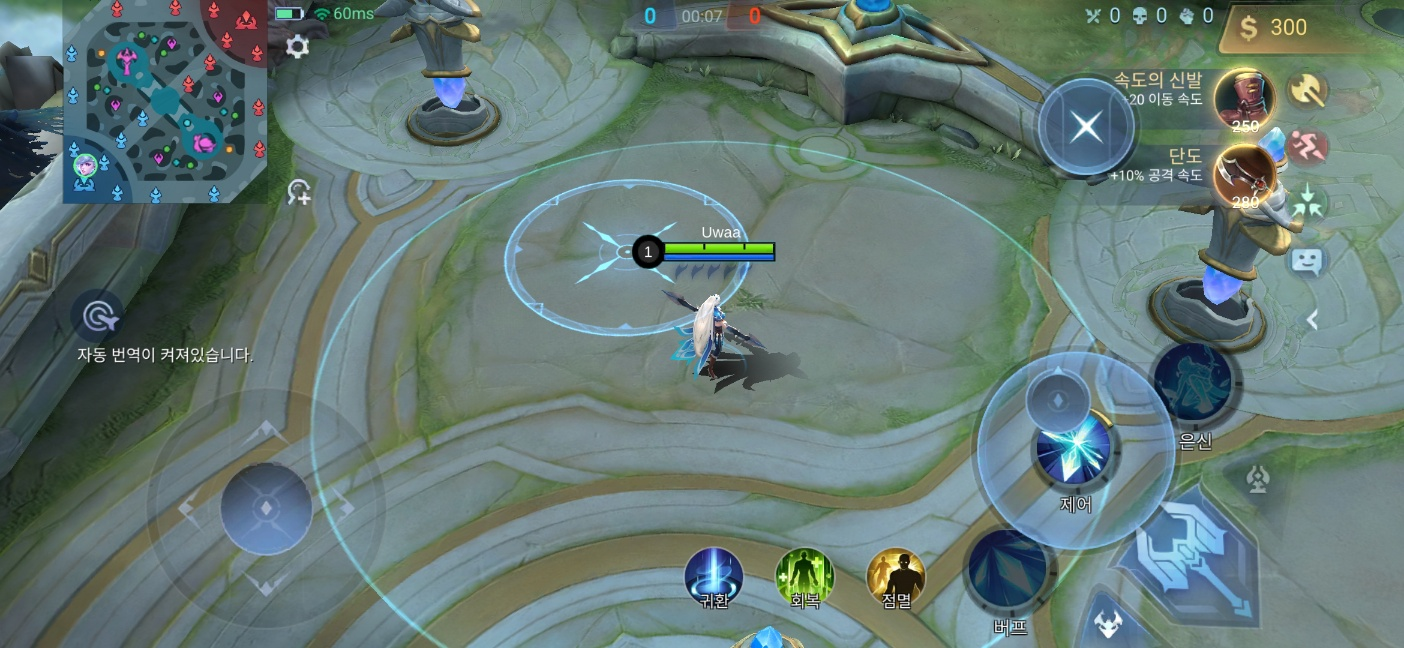 60ms
0 00:07 0
0 0 0
$ 300
속도의 신발
+20 이동 속도
250
단도
+10% 공격 속도
280
Uwaa
1
자동 번역이 켜져있습니다.
은신
제어
귀환
회복
점멸
버프